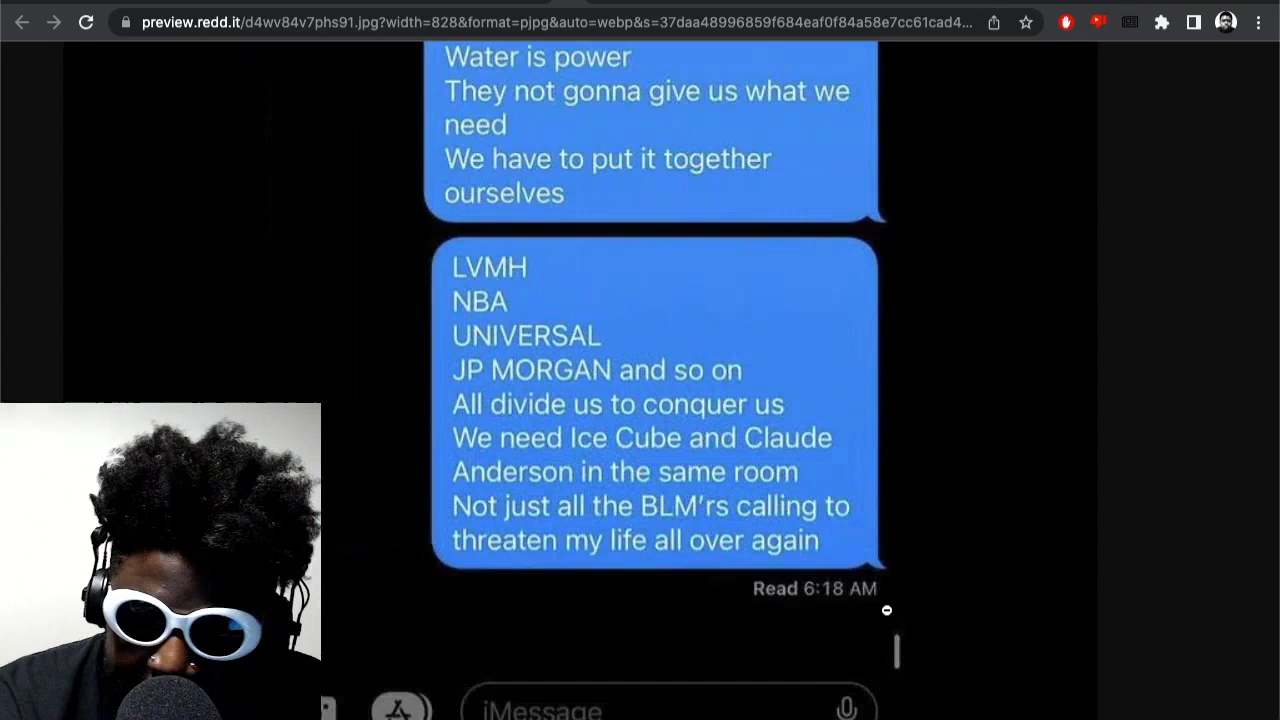 preview.redd.it/d4wv84v7phs91.jpg?width=828&format=pjpg&auto=webp&s=37daa48996859f684eaf0f84a58e7cc61cad4...
Water is power
They not gonna give us what we
need
We have to put it together
ourselves
LVMH
NBA
UNIVERSAL
JP MORGAN and so on
All divide us to conquer us
We need Ice Cube and Claude
Anderson in the same room
Not just all the BLM’rs calling to
threaten my life all over again
Read 6:18 AM
iMessage